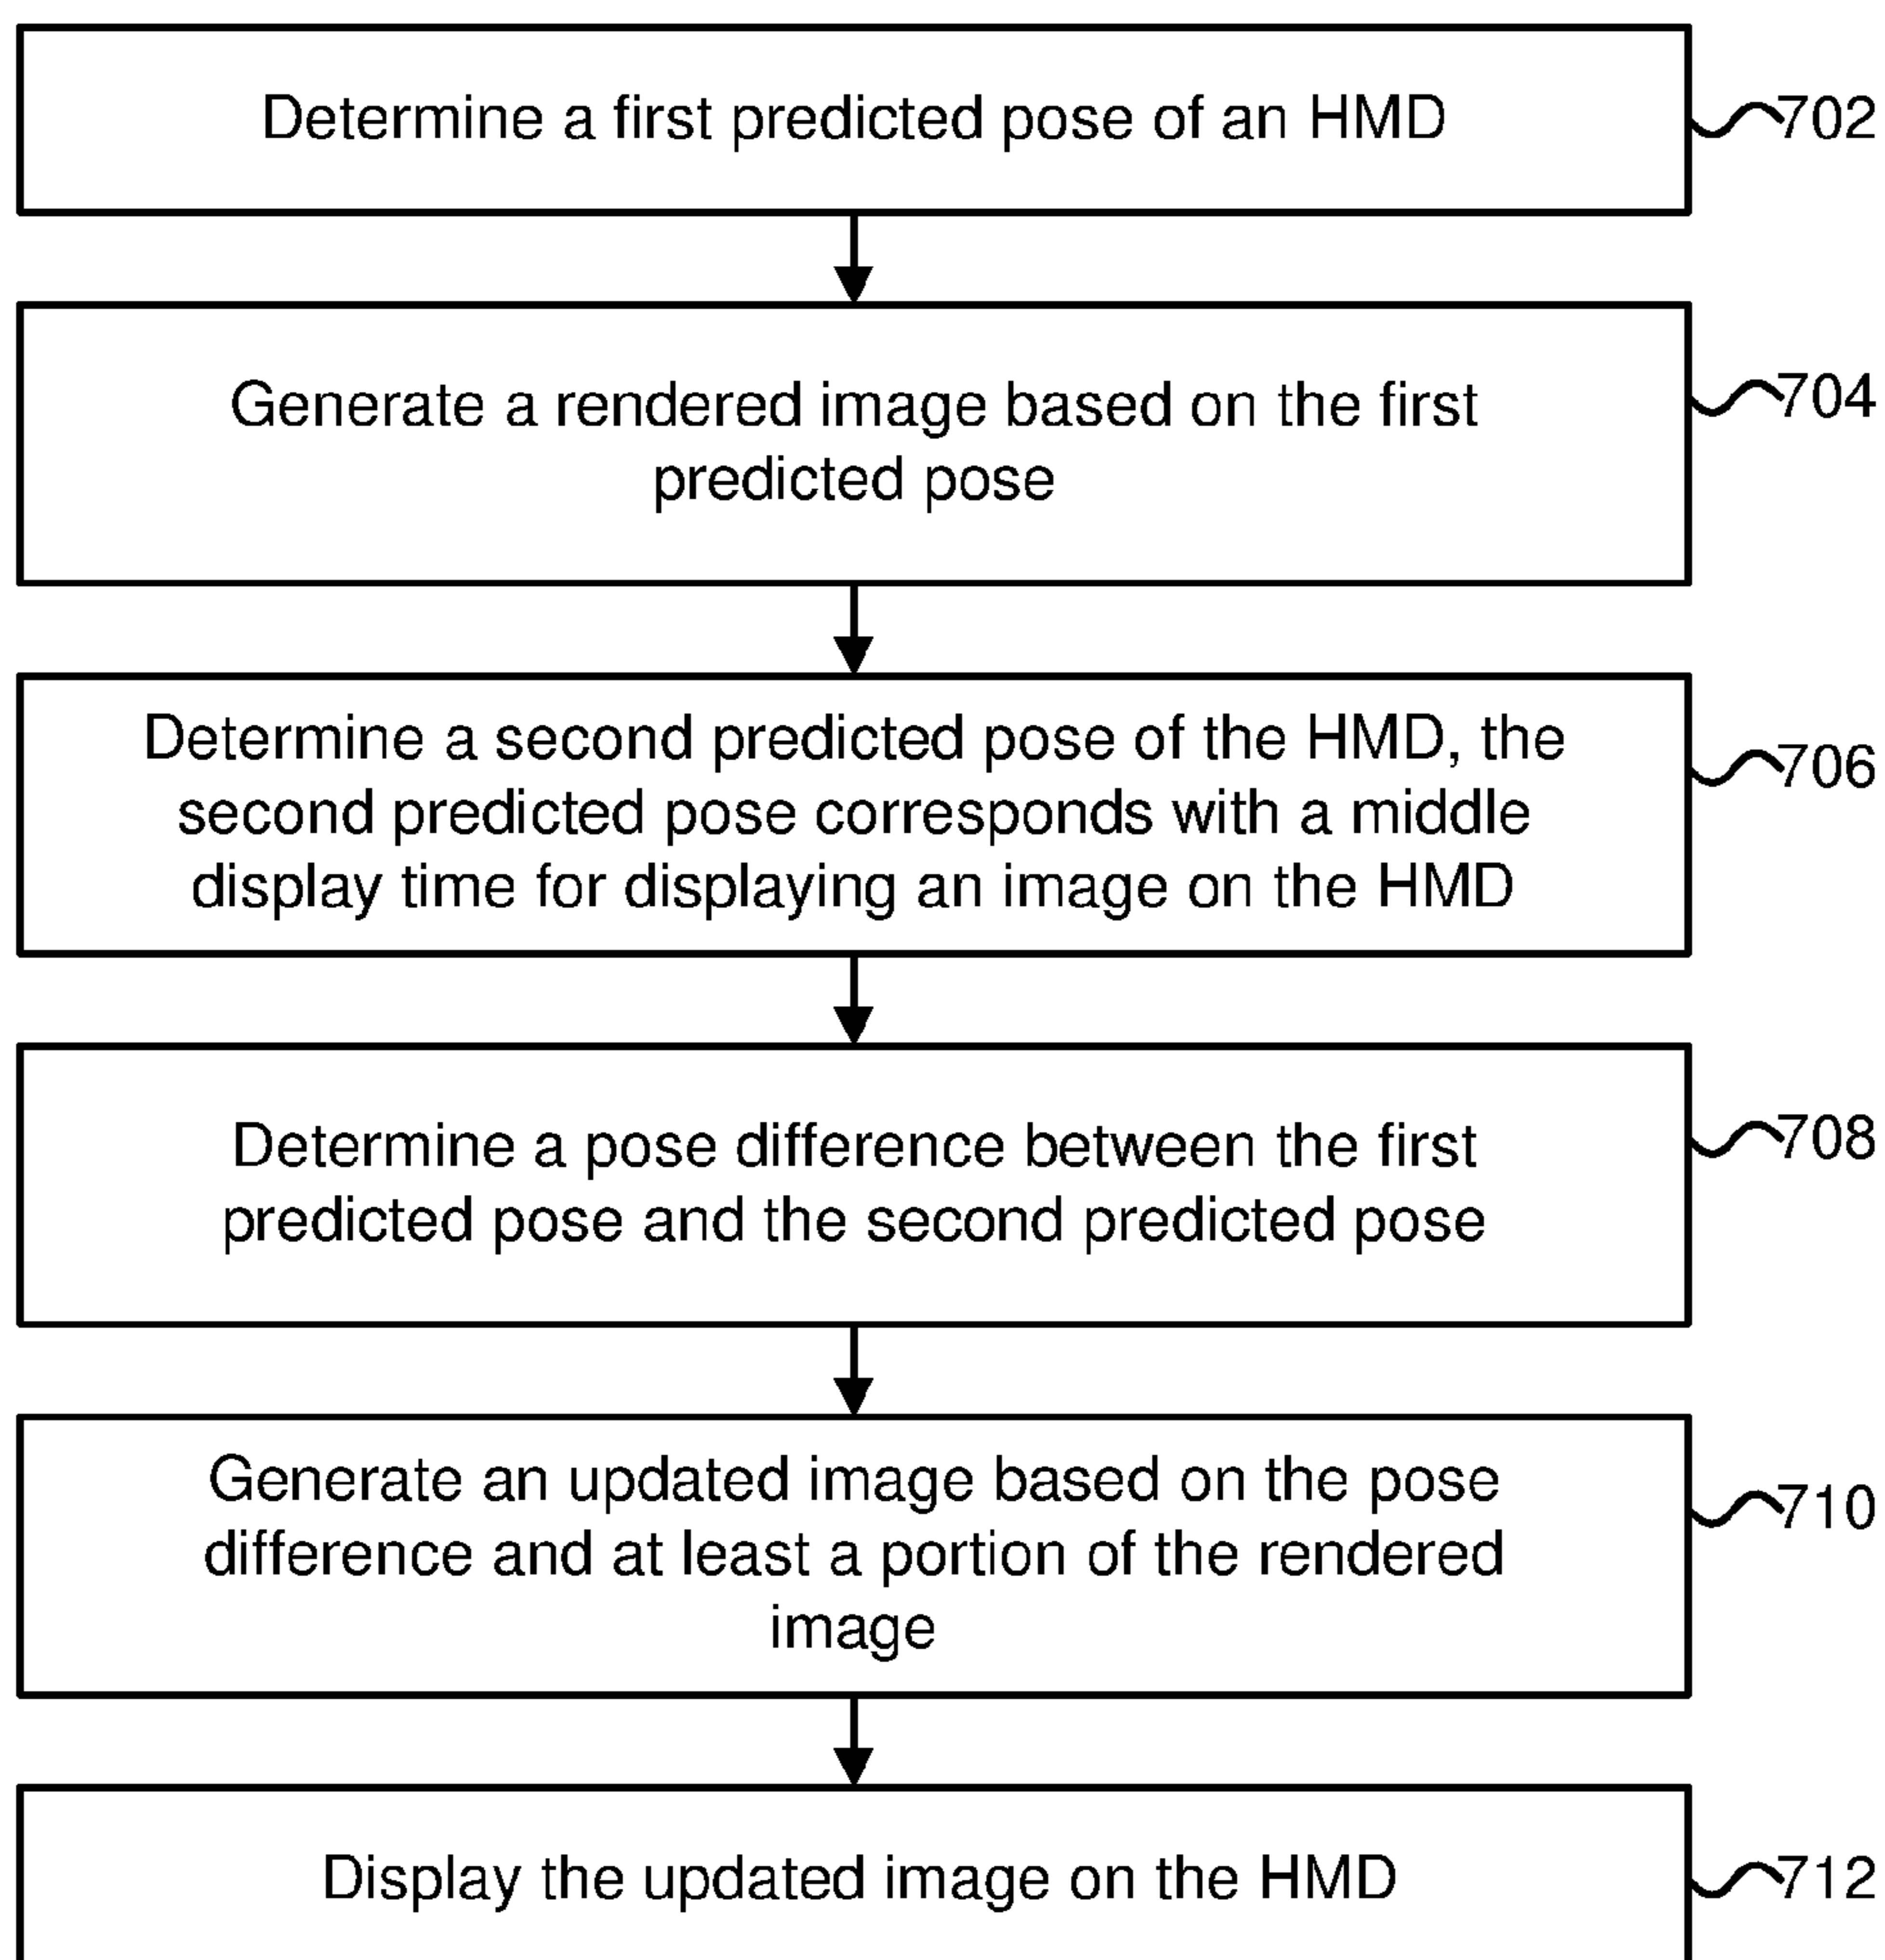 Determine a first predicted pose of an HMD
702
Generate a rendered image based on the first
predicted pose
704
Determine a second predicted pose of the HMD, the
second predicted pose corresponds with a middle
display time for displaying an image on the HMD
706
Determine a pose difference between the first
predicted pose and the second predicted pose
708
Generate an updated image based on the pose
difference and at least a portion of the rendered
image
710
Display the updated image on the HMD
712